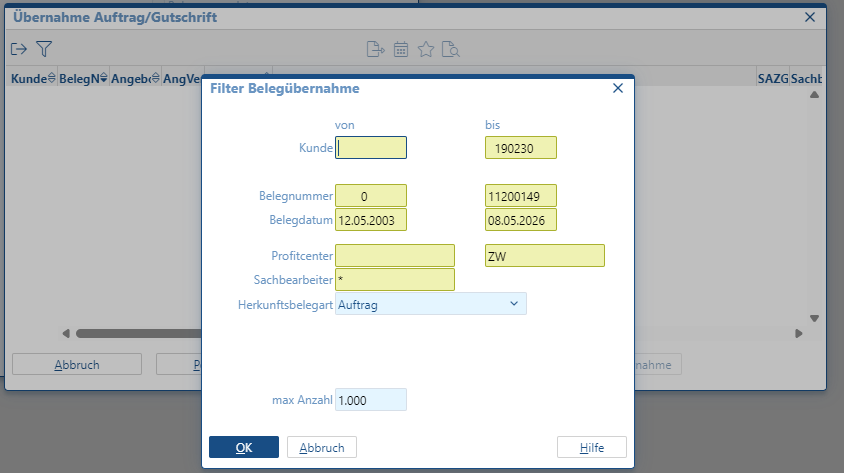 Übernahme Auftrag/Gutschrift
Kunde BelegN Angebo AngVe SAZG Sachb
Filter Belegübernahme
von bis
Kunde 190230
Belegnummer 0 11200149
Belegdatum 12.05.2003 08.05.2026
Profitcenter ZW
Sachbearbeiter *
Herkunftsbelegart Auftrag
Abbruch P nahme
max Anzahl 1.000
OK Abbruch Hilfe